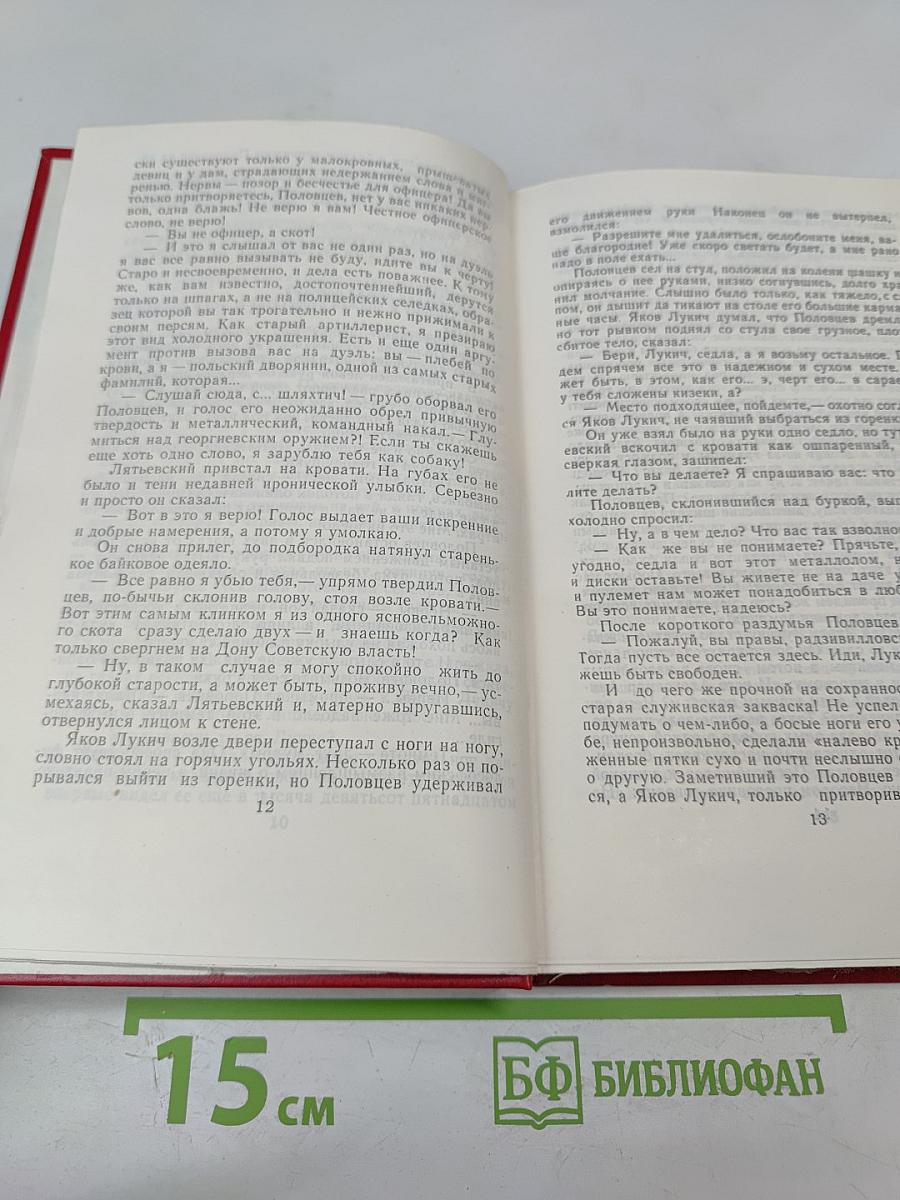 ски существуют только у малокровных, прыщеватых
девиц и у дам, страдающих недержанием слова и миг-
ренью. Нервы — позор и бесчестье для офицера! Да вы
только притворяетесь, Половцев, нет у вас никаких нер-
вов, одна блажь! Не верю я вам! Честное офицерское
слово, не верю!
— Вы не офицер, а скот!
— И это я слышал от вас не один раз, но на дуэль
я вас все равно вызывать не буду, идите вы к черту!
Старо и несвоевременно, и дела есть поважнее. К тому
же, как вам известно, достопочтеннейший, дерутся
только на шпагах, а не на полицейских селедках, обра-
зец которой вы так трогательно и нежно прижимали к
своим персям. Как старый артиллерист, я презираю
этот вид холодного украшения. Есть и еще один аргу-
мент против вызова вас на дуэль: вы — плебей по
крови, а я — польский дворянин, одной из самых старых
фамилий, которая...
— Слушай сюда, с... шляхтич! — грубо оборвал его
Половцев, и голос его неожиданно обрел привычную
твердость и металлический, командный накал.— Глу-
миться над георгиевским оружием?! Если ты скажешь
еще хоть одно слово, я зарублю тебя как собаку!
Лятьевский привстал на кровати. На губах его не
было и тени недавней иронической улыбки. Серьезно
и просто он сказал:
— Вот в это я верю! Голос выдает ваши искренние
и добрые намерения, а потому я умолкаю.
Он снова прилег, до подбородка натянул старень-
кое байковое одеяло.
— Все равно я убью тебя,— упрямо твердил Полов-
цев, по-бычьи склонив голову, стоя возле кровати.—
Вот этим самым клинком я из одного ясновельможно-
го скота сразу сделаю двух — и знаешь когда? Как
только свергнем на Дону Советскую власть!
— Ну, в таком случае я могу спокойно жить до
глубокой старости, а может быть, проживу вечно,— ус-
мехаясь, сказал Лятьевский и, матерно выругавшись,
отвернулся лицом к стене.
Яков Лукич возле двери переступал с ноги на ногу,
словно стоял на горячих угольях. Несколько раз он по-
рывался выйти из горенки, но Половцев удерживал
12
его движением руки Наконец он не вытерпел,
взмолился:
— Разрешите мне удалиться, ослобоните меня, ва-
ше благородие! Уже скоро светать будет, а мне рано
надо в поле ехать...
Половцев сел на стул, положил на колени шашку и
опираясь о нее руками, низко согнувшись, долго хра-
нил молчание. Слышно было только, как тяжело, с с
пом, он дышит да тикают на столе его большие карман
ные часы. Яков Лукич думал, что Половцев дремл
но тот рывком поднял со стула свое грузное, пло
сбитое тело, сказал:
— Бери, Лукич, седла, а я возьму остальное. П
дем спрячем все это в надежном и сухом месте.
жет быть, в этом, как его... э, черт его... в сарае
у тебя сложены кизеки, а?
— Место подходящее, пойдемте,— охотно согл
ся Яков Лукич, не чаявший выбраться из горенк
Он уже взял было на руки одно седло, но тут
евский вскочил с кровати как ошпаренный,
сверкая глазом, зашипел:
— Что вы делаете? Я спрашиваю вас: что
лите делать?
Половцев, склонившийся над буркой, вып
холодно спросил:
— Ну, а в чем дело? Что вас так взволно
— Как же вы не понимаете? Прячьте,
угодно, седла и вот этот металлолом, н
и диски оставьте! Вы живете не на даче у
и пулемет нам может понадобиться в люб
Вы это понимаете, надеюсь?
После короткого раздумья Половцев
— Пожалуй, вы правы, радзивилловс
Тогда пусть все остается здесь. Иди, Лук
жешь быть свободен.
И до чего же прочной на сохраннос
старая служивская закваска! Не успел
подумать о чем-либо, а босые ноги его у
бе, непроизвольно, сделали «налево кр
женные пятки сухо и почти неслышно
о другую. Заметивший это Половцев
ся, а Яков Лукич, только притворив
13
15 см
БФ БИБЛИОФАН